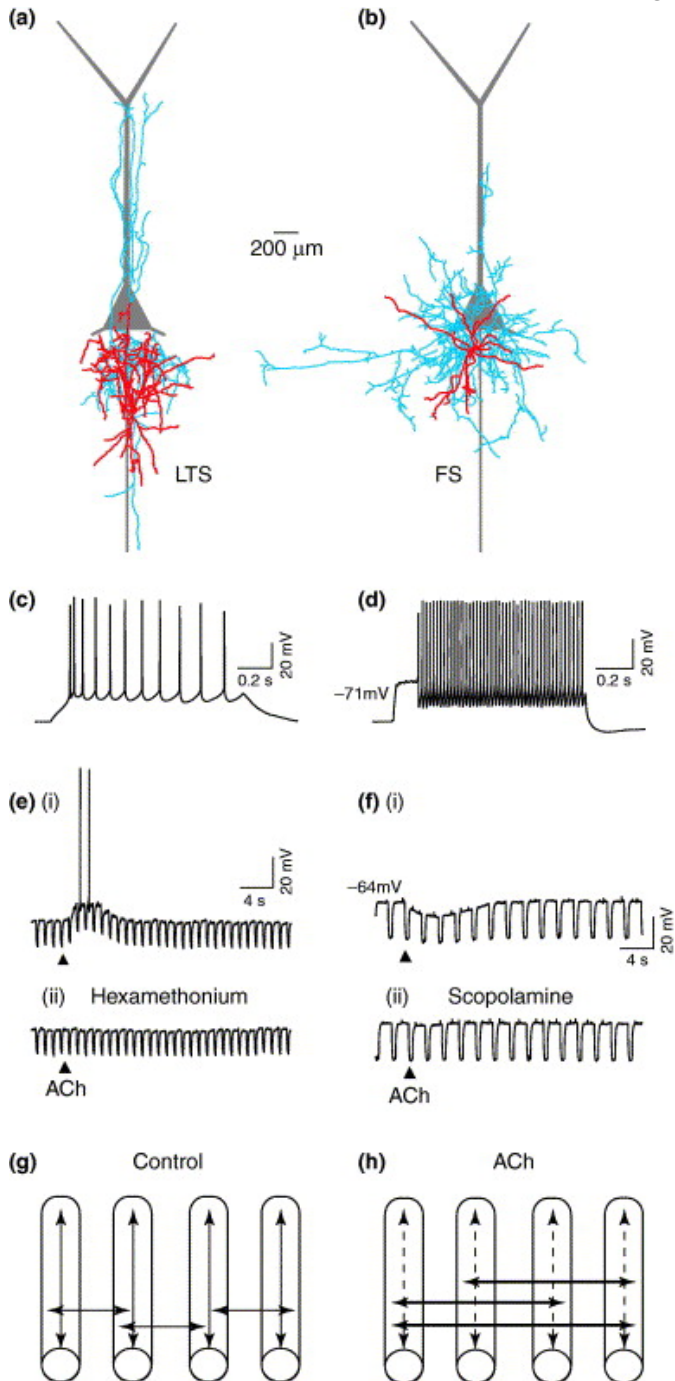 (a)
(b)
200 μm
LTS
FS
(c)
0.2 s
20 mV
(d)
–71mV
0.2 s
20 mV
(e) (i)
4 s
20 mV
(f) (i)
–64mV
4 s
20 mV
(ii) Hexamethonium
ACh
(ii) Scopolamine
ACh
(g) Control
(h) ACh